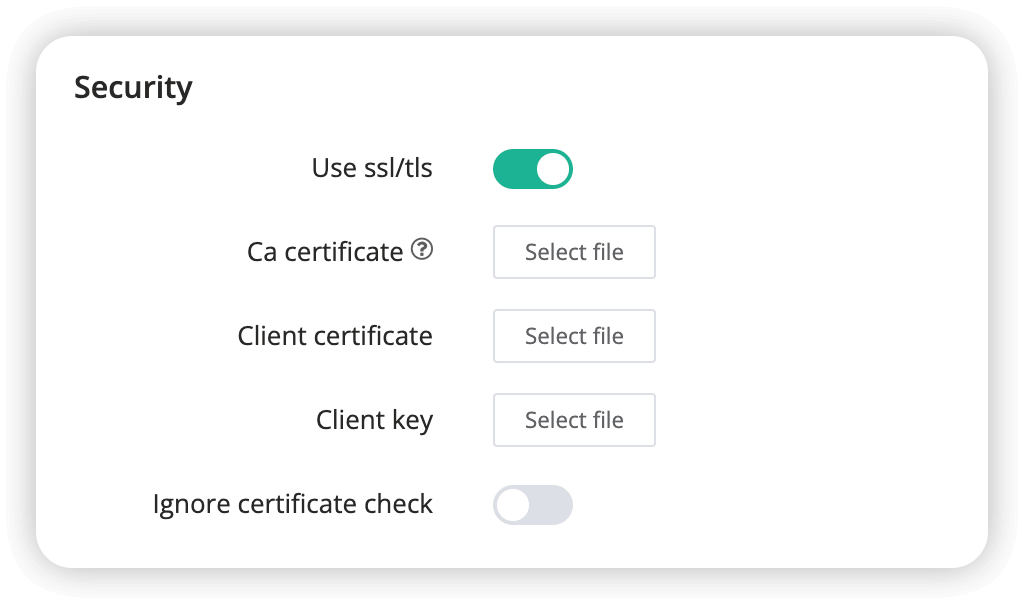 Security
Use ssl/tls
Ca certificate ?
Select file
Client certificate
Select file
Client key
Select file
Ignore certificate check